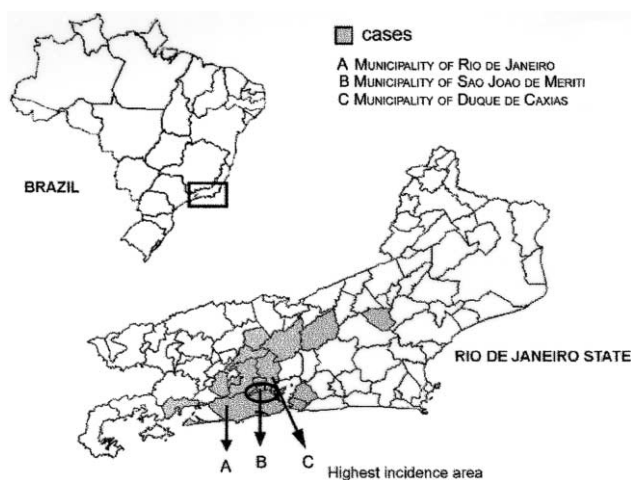 cases
A MUNICIPALITY OF RIO DE JANEIRO
B MUNICIPALITY OF SAO JOAO DE MERITI
C MUNICIPALITY OF DUQUE DE CAXIAS
BRAZIL
RIO DE JANEIRO STATE
A B C
Highest incidence area